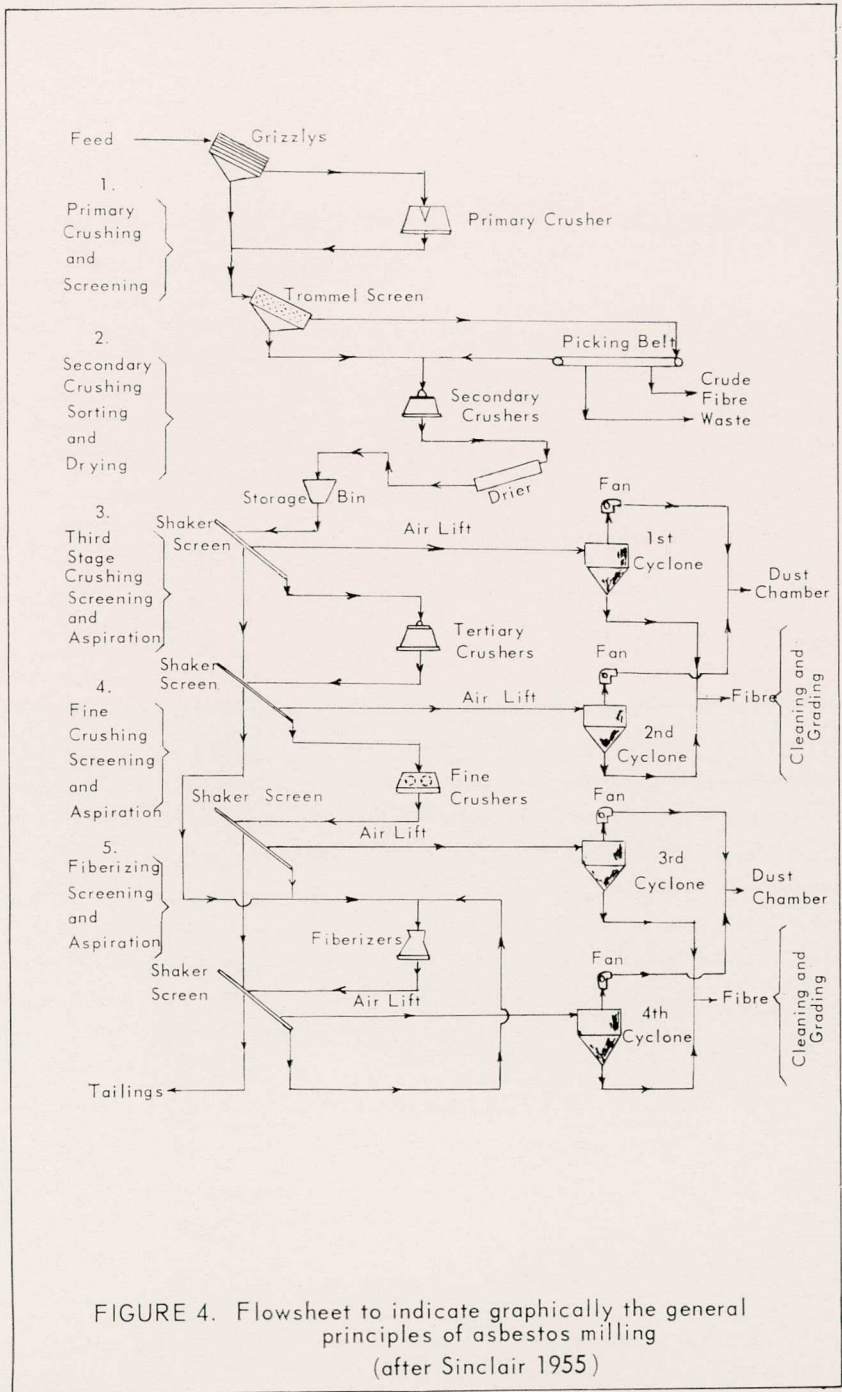 Feed
Grizzlys
1.
Primary
Crushing
and
Screening
Primary Crusher
Trommel Screen
2.
Secondary
Crushing
Sorting
and
Drying
Picking Belt
Crude
Fibre
Waste
Secondary
Crushers
Drier
Storage Bin
3.
Third
Stage
Crushing
Screening
and
Aspiration
Shaker
Screen
Air Lift
Fan
1st
Cyclone
Dust
Chamber
Tertiary
Crushers
Shaker
Screen
Air Lift
Fan
2nd
Cyclone
Fibre
Cleaning and
Grading
4.
Fine
Crushing
Screening
and
Aspiration
Fine
Crushers
Shaker Screen
Air Lift
Fan
3rd
Cyclone
Dust
Chamber
5.
Fiberizing
Screening
and
Aspiration
Fiberizers
Shaker
Screen
Air Lift
Fan
4th
Cyclone
Fibre
Cleaning and
Grading
Tailings
FIGURE 4. Flowsheet to indicate graphically the general
principles of asbestos milling
(after Sinclair 1955)